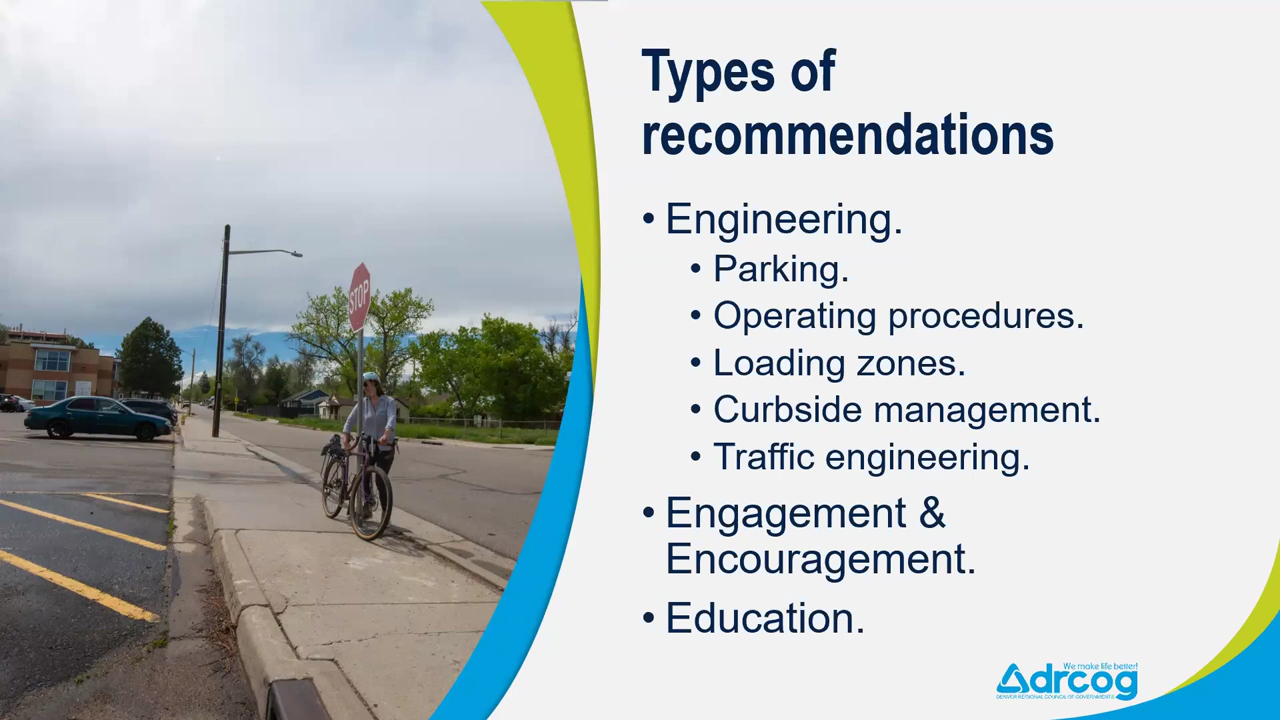 STOP
Types of
recommendations
• Engineering.
• Parking.
• Operating procedures.
• Loading zones.
• Curbside management.
• Traffic engineering.
• Engagement &
Encouragement.
• Education.
We make life better!
drcog
DENVER REGIONAL COUNCIL OF GOVERNMENTS